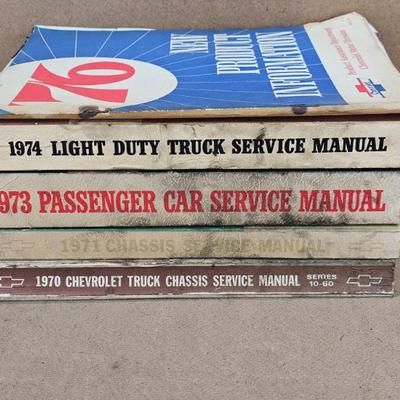 '76
NEW
PRODUCT
INFORMATION
1974 LIGHT DUTY TRUCK SERVICE MANUAL
973 PASSENGER CAR SERVICE MANUAL
1971 CHASSIS SERVICE MANUAL
1970 CHEVROLET TRUCK CHASSIS SERVICE MANUAL SERIES
10-60